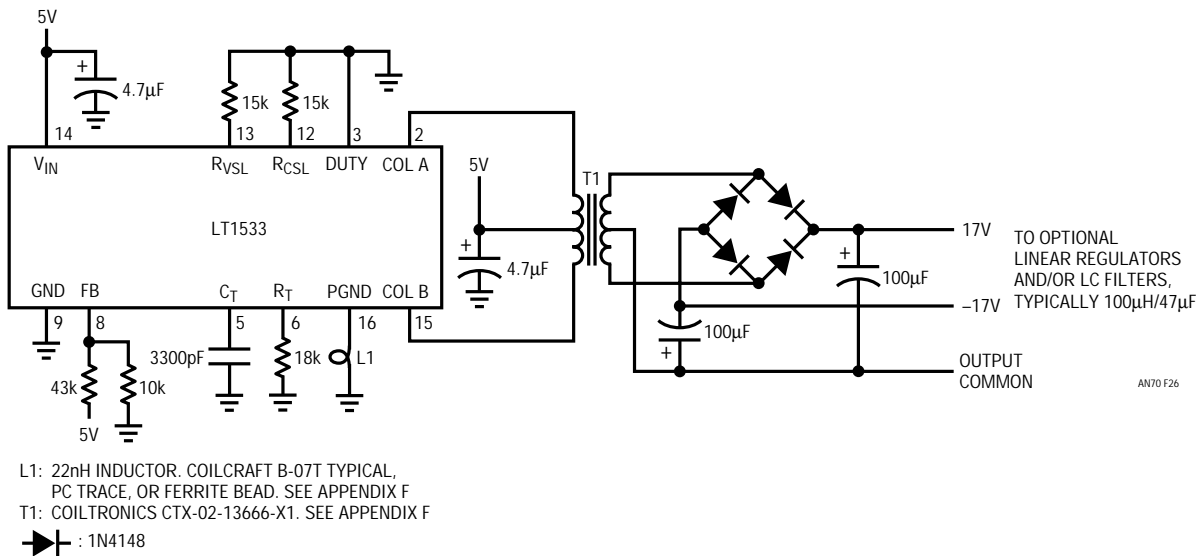 5V
+
4.7µF
15k
15k
14
13
12
3
2
VIN
RVSL
RCSL
DUTY
COL A
LT1533
5V
+
4.7µF
T1
17V
+
100µF
–17V
100µF
+
TO OPTIONAL
LINEAR REGULATORS
AND/OR LC FILTERS,
TYPICALLY 100µH/47µF
OUTPUT
COMMON
GND
FB
CT
RT
PGND
COL B
9
8
5
6
16
15
3300pF
18k
L1
43k
10k
5V
AN70 F26
L1: 22nH INDUCTOR. COILCRAFT B-07T TYPICAL,
PC TRACE, OR FERRITE BEAD. SEE APPENDIX F
T1: COILTRONICS CTX-02-13666-X1. SEE APPENDIX F
: 1N4148